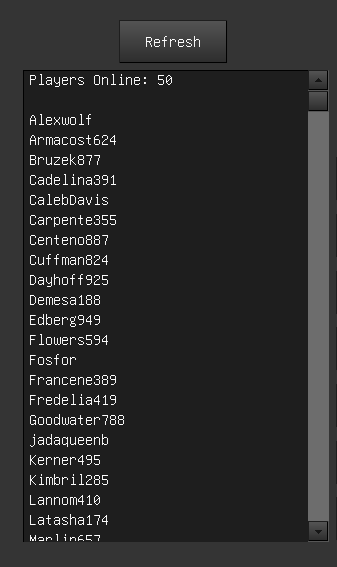 Refresh
Players Online: 50
Alexwolf
Armacost624
Bruzek877
Cadelina391
CalebDavis
Carpente355
Centeno887
Cuffman824
Dayhoff925
Demesa188
Edberg949
Flowers594
Fosfor
Francene389
Fredelia419
Goodwater788
jadaqueenb
Kerner495
Kimbril285
Lannom410
Latasha174
Marlin657